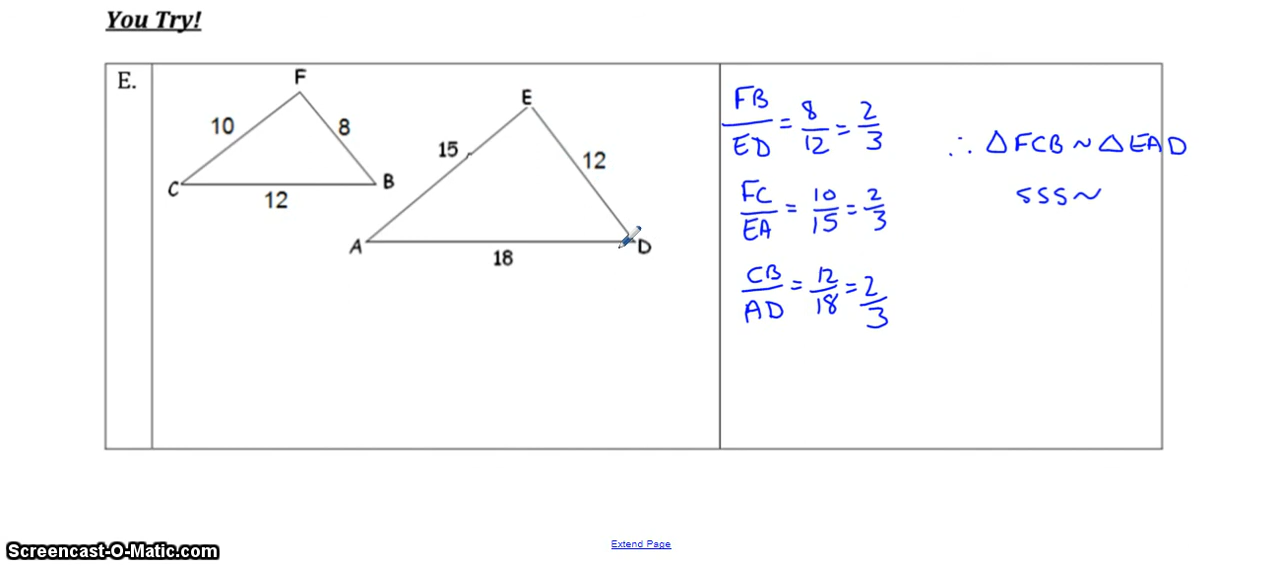 You Try!
E.
F
10
8
C
B
12
E
15
12
A
D
18
FB/ED = 8/12 = 2/3
FC/EA = 10/15 = 2/3
CB/AD = 12/18 = 2/3
∴ △FCB ~ △EAD
SSS~
Extend Page
Screencast-O-Matic.com